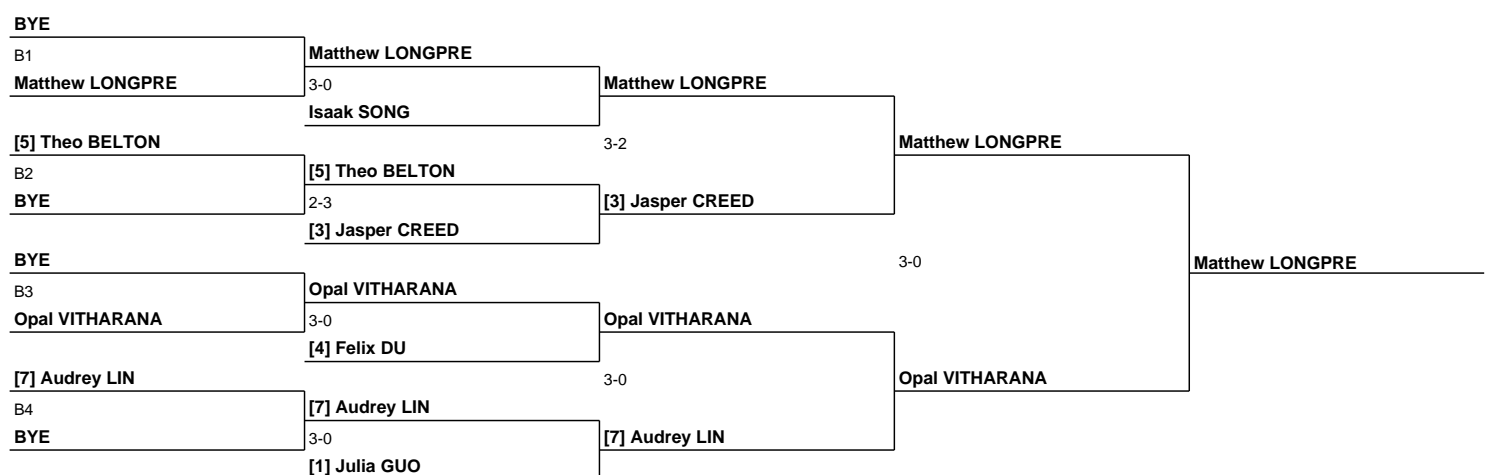 BYE
B1
Matthew LONGPRE
Matthew LONGPRE
3-0
Isaak SONG
Matthew LONGPRE
[5] Theo BELTON
B2
BYE
[5] Theo BELTON
2-3
[3] Jasper CREED
3-2
[3] Jasper CREED
Matthew LONGPRE
BYE
B3
Opal VITHARANA
Opal VITHARANA
3-0
[4] Felix DU
Opal VITHARANA
[7] Audrey LIN
B4
BYE
[7] Audrey LIN
3-0
[1] Julia GUO
3-0
[7] Audrey LIN
Opal VITHARANA
3-0
Matthew LONGPRE